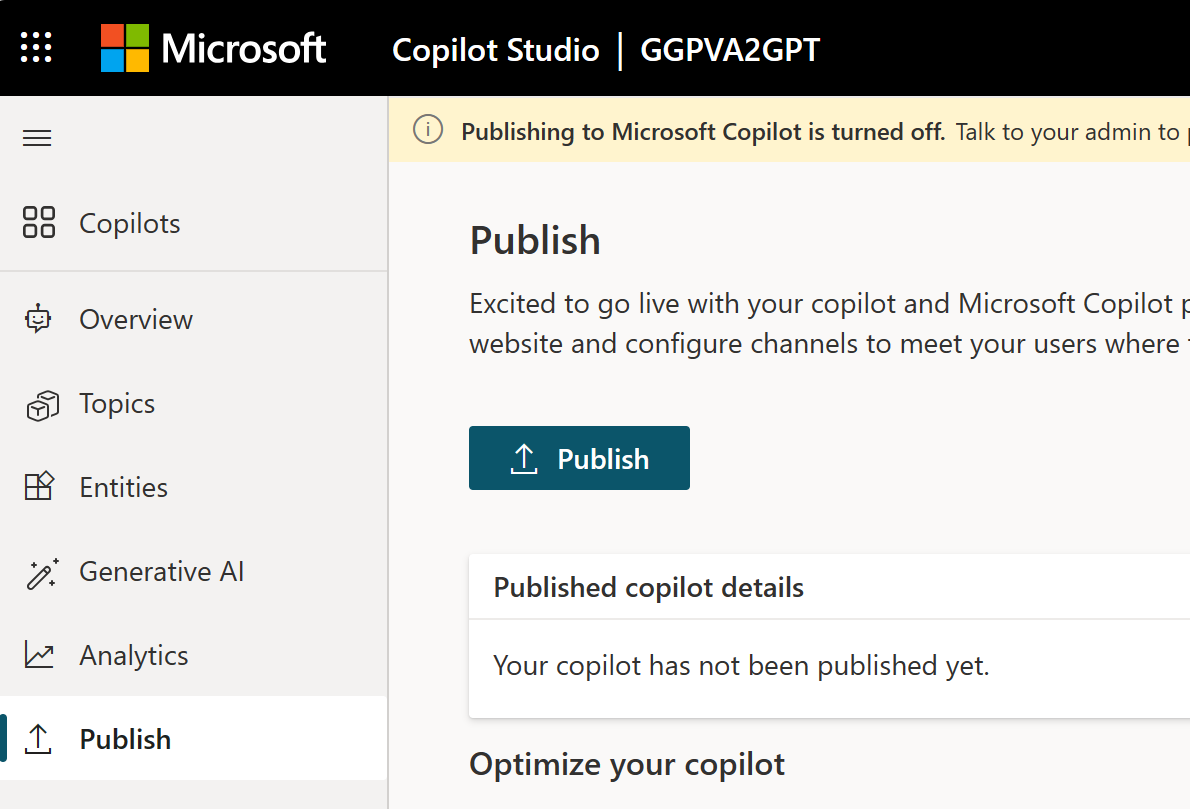 Microsoft Copilot Studio | GGPVA2GPT
Publishing to Microsoft Copilot is turned off. Talk to your admin to
Copilots
Overview
Topics
Entities
Generative AI
Analytics
Publish
Publish
Excited to go live with your copilot and Microsoft Copilot
website and configure channels to meet your users where
Publish
Published copilot details
Your copilot has not been published yet.
Optimize your copilot